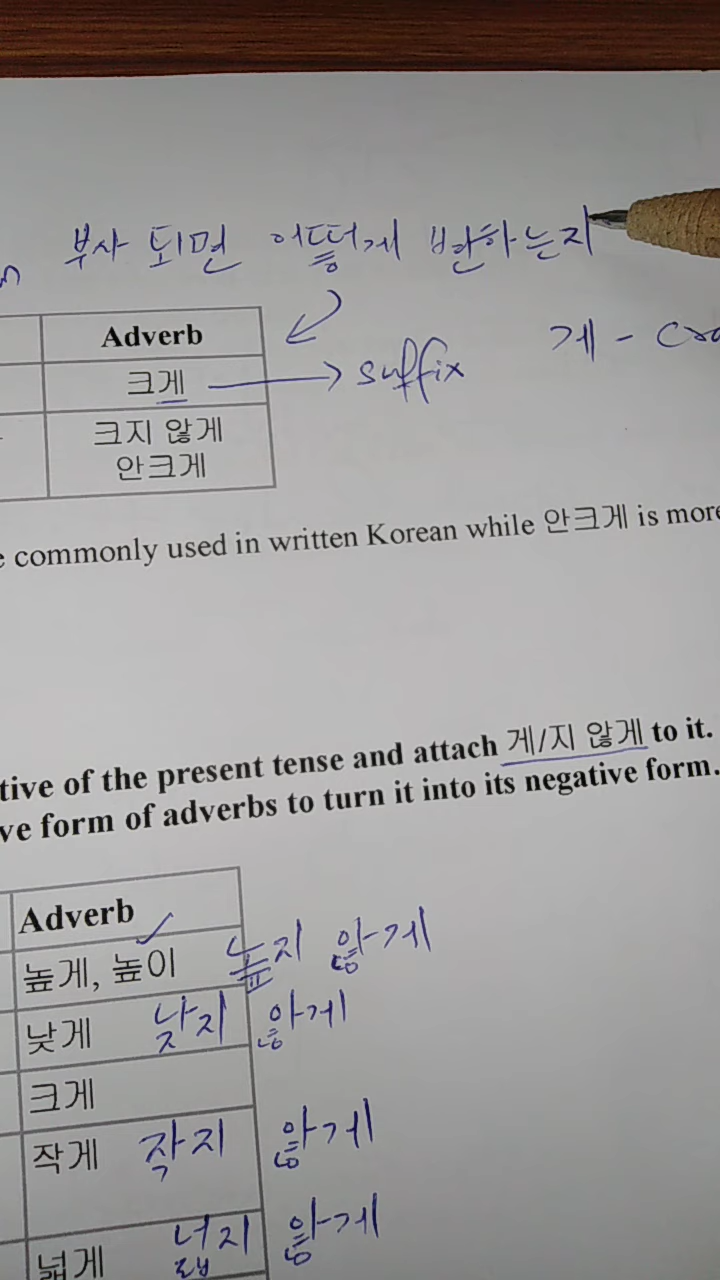 부사 되면 어떻게 변하는지
Adverb
크게 → suffix 게 -
크지 않게
안크게
commonly used in written Korean while 안크게 is more
of the present tense and attach 게/지 않게 to it.
form of adverbs to turn it into its negative form.
Adverb
높게, 높이 높지 않게
낮게 낮지 않게
크게
작게 작지 않게
넓게 넓지 않게